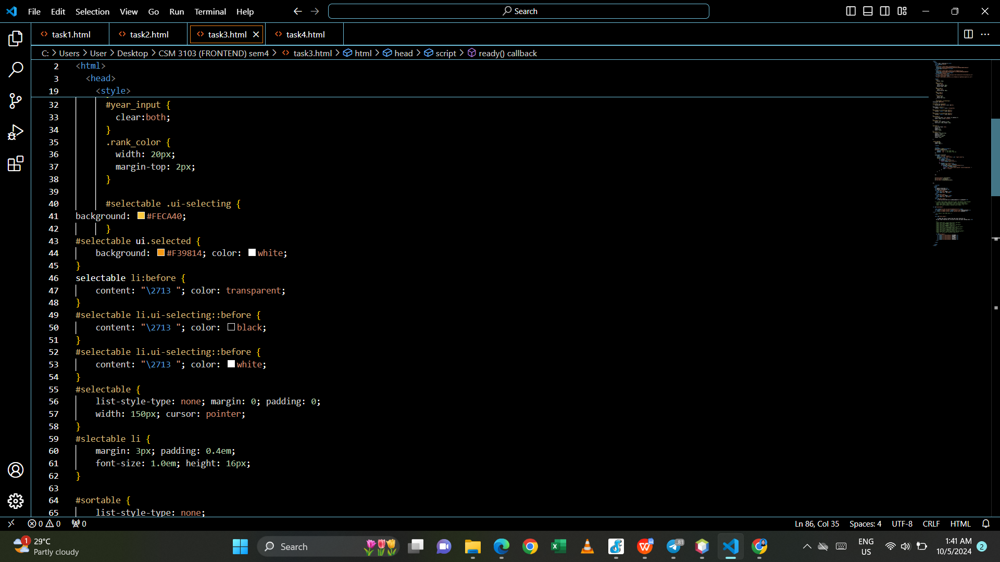 File Edit Selection View Go Run Terminal Help Search
task1.html task2.html task3.html task4.html
C: > Users > User > Desktop > CSM 3103 (FRONTEND) sem4 > task3.html > html > head > script > ready() callback
2 <html>
3 <head>
19 <style>
32 #year_input {
33 clear:both;
34 }
35 .rank_color {
36 width: 20px;
37 margin-top: 2px;
38 }
39
40 #selectable .ui-selecting {
41 background: #FECA40;
42 }
43 #selectable ui.selected {
44 background: #F39814; color: white;
45 }
46 selectable li:before {
47 content: "\2713 "; color: transparent;
48 }
49 #selectable li.ui-selecting::before {
50 content: "\2713 "; color: black;
51 }
52 #selectable li.ui-selecting::before {
53 content: "\2713 "; color: white;
54 }
55 #selectable {
56 list-style-type: none; margin: 0; padding: 0;
57 width: 150px; cursor: pointer;
58 }
59 #slectable li {
60 margin: 3px; padding: 0.4em;
61 font-size: 1.0em; height: 16px;
62 }
63
64 #sortable {
65 list-style-type: none;
0 0 0 Ln 86, Col 35 Spaces: 4 UTF-8 CRLF HTML
1 29°C
Partly cloudy
Search
81
ENG
US
1:41 AM
10/5/2024
2